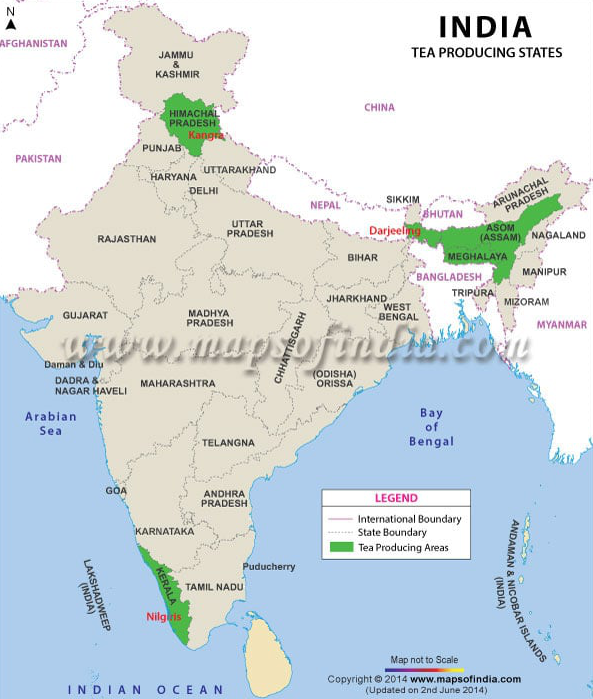 INDIA
TEA PRODUCING STATES
N
AFGHANISTAN
JAMMU
&
KASHMIR
CHINA
HIMACHAL
PRADESH
Kangra
PAKISTAN
PUNJAB
UTTARAKHAND
HARYANA
DELHI
NEPAL
SIKKIM
BHUTAN
ARUNACHAL
PRADESH
Darjeeling
ASOM
(ASSAM)
NAGALAND
MEGHALAYA
RAJASTHAN
UTTAR
PRADESH
BIHAR
BANGLADESH
MANIPUR
TRIPURA
MIZORAM
MYANMAR
GUJARAT
MADHYA
PRADESH
JHARKHAND
WEST
BENGAL
CHHATTISGARH
www.mapsofindia.com
Daman & Diu
DADRA &
NAGAR HAVELI
MAHARASHTRA
(ODISHA)
ORISSA
Arabian
Sea
Bay
of
Bengal
TELANGNA
GOA
ANDHRA
PRADESH
KARNATAKA
LEGEND
International Boundary
State Boundary
Tea Producing Areas
ANDAMAN & NICOBAR ISLANDS
(INDIA)
LAKSHADWEEP
(INDIA)
KERALA
TAMIL NADU
Puducherry
Nilgiris
INDIAN OCEAN
Map not to Scale
Copyright © 2014 www.mapsofindia.com
(Updated on 2nd June 2014)